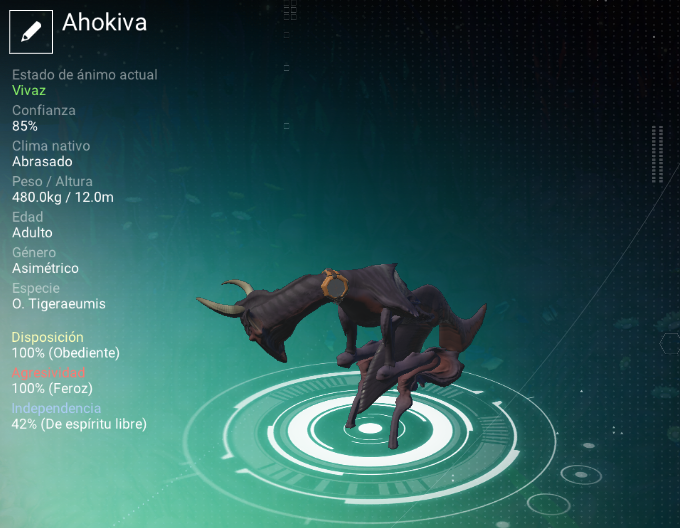 Ahokiva
Estado de ánimo actual
Vivaz
Confianza
85%
Clima nativo
Abrasado
Peso / Altura
480.0kg / 12.0m
Edad
Adulto
Género
Asimétrico
Especie
O. Tigeraeumis
Disposición
100% (Obediente)
Agresividad
100% (Feroz)
Independencia
42% (De espíritu libre)